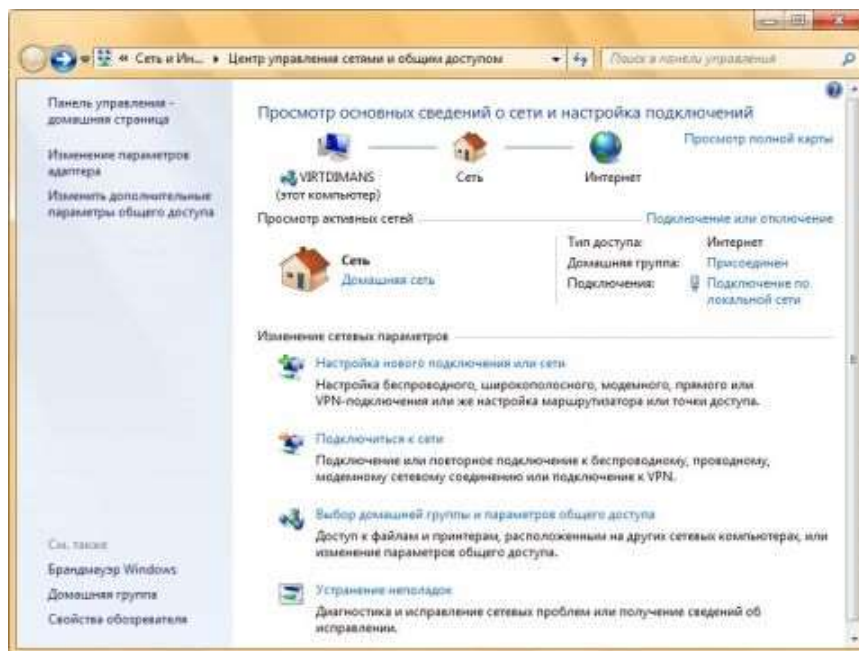 « Сеть и Ин... ▸ Центр управления сетями и общим доступом
Поиск в панели управления
Панель управления -
домашняя страница
Изменение параметров
адаптера
Изменить дополнительные
параметры общего доступа
См. также
Брандмауэр Windows
Домашняя группа
Свойства обозревателя
Просмотр основных сведений о сети и настройка подключений
Просмотр полной карты
VIRTDIMANS
(этот компьютер)
Сеть
Интернет
Просмотр активных сетей
Подключение или отключение
Сеть
Домашняя сеть
Тип доступа: Интернет
Домашняя группа: Присоединен
Подключения: Подключение по
локальной сети
Изменение сетевых параметров
Настройка нового подключения или сети
Настройка беспроводного, широкополосного, модемного, прямого или
VPN-подключения или же настройка маршрутизатора или точки доступа.
Подключиться к сети
Подключение или повторное подключение к беспроводному, проводному,
модемному сетевому соединению или подключение к VPN.
Выбор домашней группы и параметров общего доступа
Доступ к файлам и принтерам, расположенным на других сетевых компьютерах, или
изменение параметров общего доступа.
Устранение неполадок
Диагностика и исправление сетевых проблем или получение сведений об
исправлении.